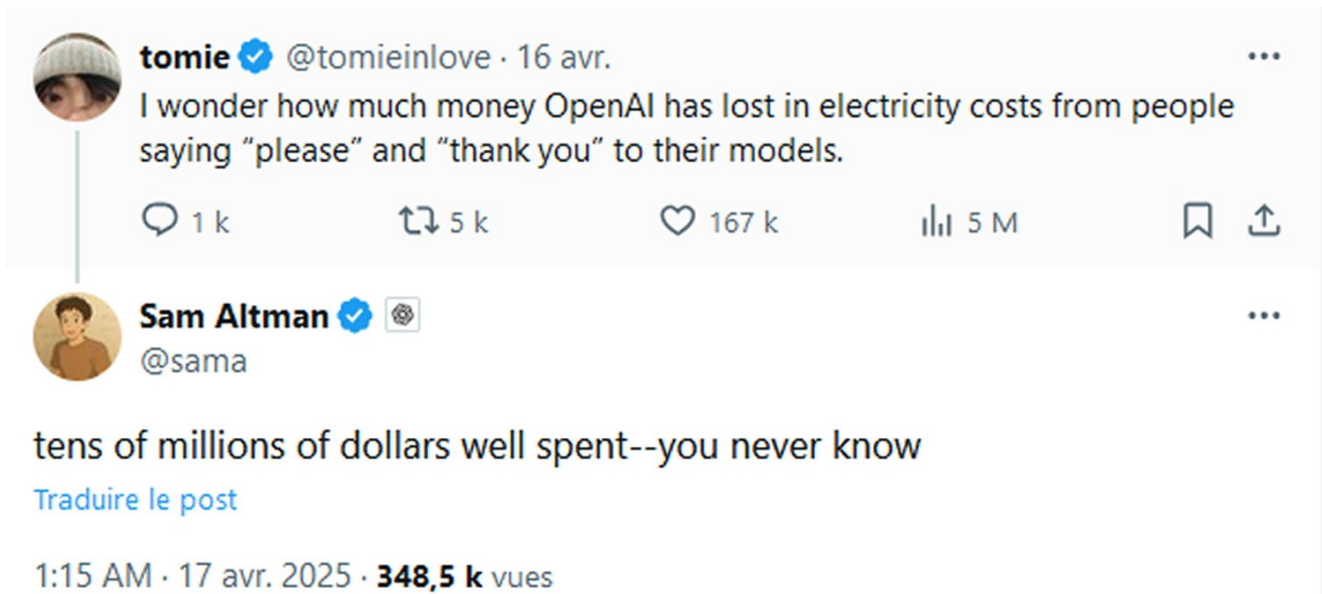 tomie @tomieinlove · 16 avr.
I wonder how much money OpenAI has lost in electricity costs from people
saying “please” and “thank you” to their models.
1 k 5 k 167 k 5 M
Sam Altman
@sama
tens of millions of dollars well spent--you never know
Traduire le post
1:15 AM · 17 avr. 2025 · 348,5 k vues